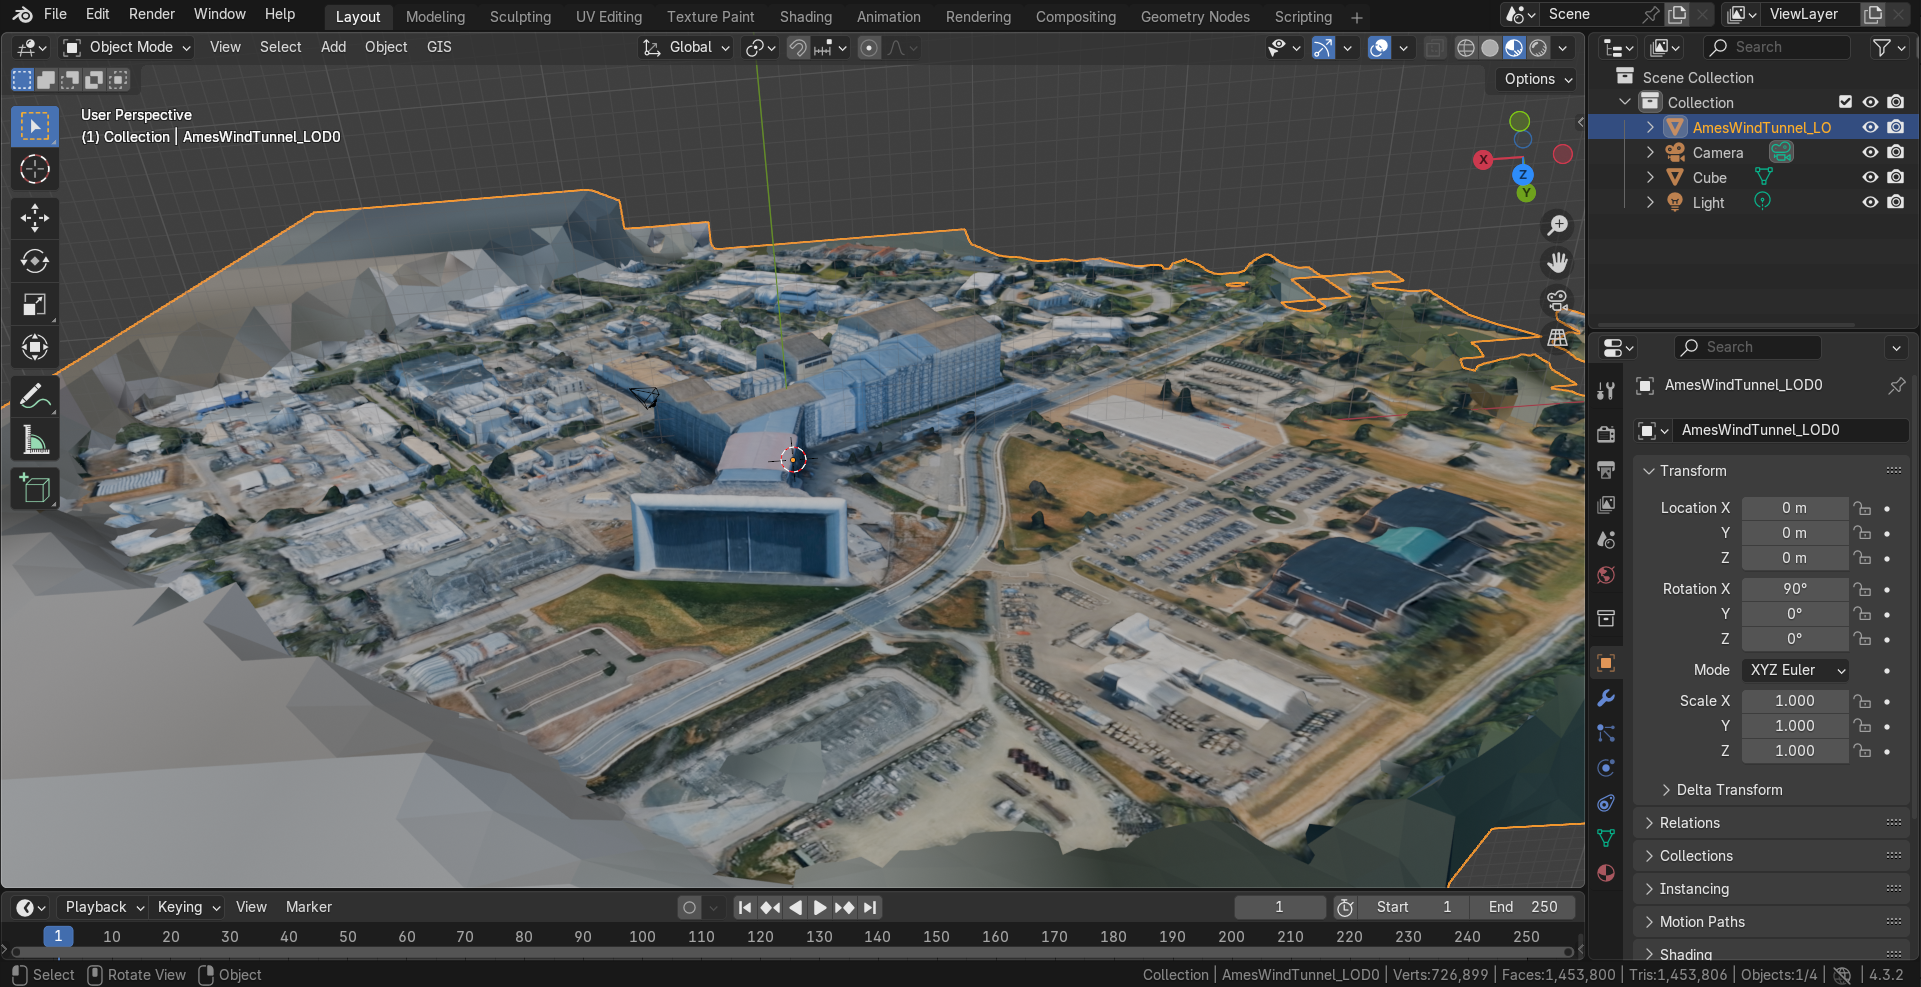 File Edit Render Window Help Layout Modeling Sculpting UV Editing Texture Paint Shading Animation Rendering Compositing Geometry Nodes Scripting + Scene ViewLayer
Object Mode View Select Add Object GIS Global
Options
User Perspective
(1) Collection | AmesWindTunnel_LOD0
X
Z
Y
Search
Scene Collection
Collection
AmesWindTunnel_LO
Camera
Cube
Light
Search
AmesWindTunnel_LOD0
AmesWindTunnel_LOD0
Transform
Location X 0 m
Y 0 m
Z 0 m
Rotation X 90°
Y 0°
Z 0°
Mode XYZ Euler
Scale X 1.000
Y 1.000
Z 1.000
Delta Transform
Relations
Collections
Instancing
Motion Paths
Shading
Playback Keying View Marker 1 Start 1 End 250
1 10 20 30 40 50 60 70 80 90 100 110 120 130 140 150 160 170 180 190 200 210 220 230 240 250
Select Rotate View Object Collection | AmesWindTunnel_LOD0 | Verts:726,899 | Faces:1,453,800 | Tris:1,453,806 | Objects:1/4 | 4.3.2